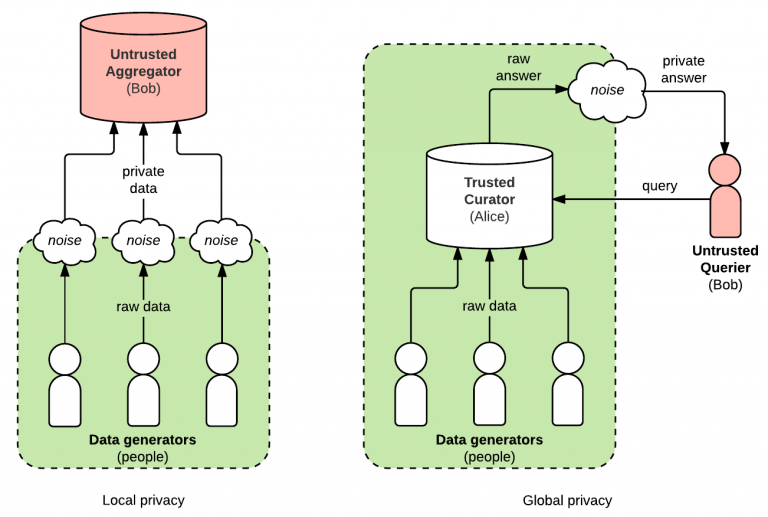 Untrusted
Aggregator
(Bob)
private
data
noise
noise
noise
raw data
Data generators
(people)
Local privacy
raw
answer
noise
private
answer
Trusted
Curator
(Alice)
query
Untrusted
Querier
(Bob)
raw data
Data generators
(people)
Global privacy